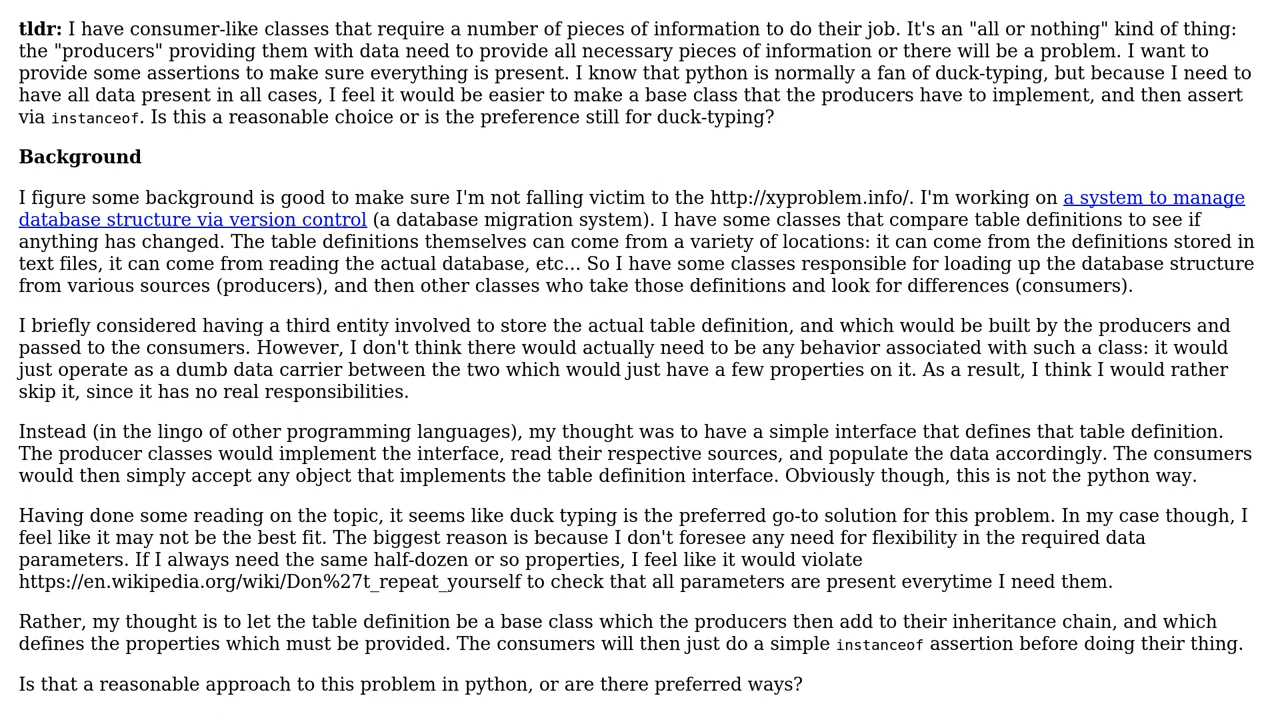 tldr: I have consumer-like classes that require a number of pieces of information to do their job. It's an "all or nothing" kind of thing:
the "producers" providing them with data need to provide all necessary pieces of information or there will be a problem. I want to
provide some assertions to make sure everything is present. I know that python is normally a fan of duck-typing, but because I need to
have all data present in all cases, I feel it would be easier to make a base class that the producers have to implement, and then assert
via instanceof. Is this a reasonable choice or is the preference still for duck-typing?
Background
I figure some background is good to make sure I'm not falling victim to the http://xyproblem.info/. I'm working on a system to manage
database structure via version control (a database migration system). I have some classes that compare table definitions to see if
anything has changed. The table definitions themselves can come from a variety of locations: it can come from the definitions stored in
text files, it can come from reading the actual database, etc... So I have some classes responsible for loading up the database structure
from various sources (producers), and then other classes who take those definitions and look for differences (consumers).
I briefly considered having a third entity involved to store the actual table definition, and which would be built by the producers and
passed to the consumers. However, I don't think there would actually need to be any behavior associated with such a class: it would
just operate as a dumb data carrier between the two which would just have a few properties on it. As a result, I think I would rather
skip it, since it has no real responsibilities.
Instead (in the lingo of other programming languages), my thought was to have a simple interface that defines that table definition.
The producer classes would implement the interface, read their respective sources, and populate the data accordingly. The consumers
would then simply accept any object that implements the table definition interface. Obviously though, this is not the python way.
Having done some reading on the topic, it seems like duck typing is the preferred go-to solution for this problem. In my case though, I
feel like it may not be the best fit. The biggest reason is because I don't foresee any need for flexibility in the required data
parameters. If I always need the same half-dozen or so properties, I feel like it would violate
https://en.wikipedia.org/wiki/Don%27t_repeat_yourself to check that all parameters are present everytime I need them.
Rather, my thought is to let the table definition be a base class which the producers then add to their inheritance chain, and which
defines the properties which must be provided. The consumers will then just do a simple instanceof assertion before doing their thing.
Is that a reasonable approach to this problem in python, or are there preferred ways?